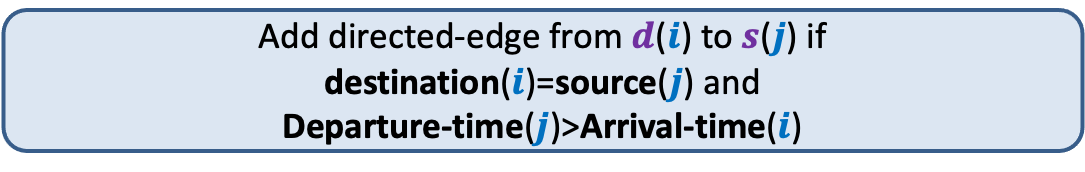 Add directed-edge from d(i) to s(j) if
destination(i)=source(j) and
Departure-time(j)>Arrival-time(i)